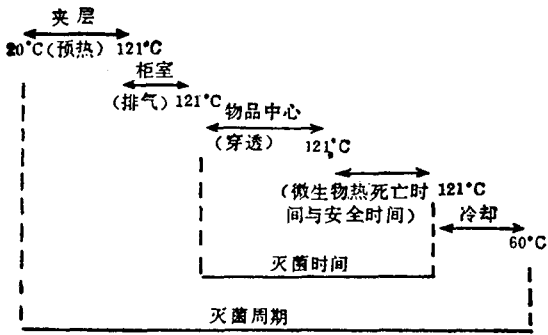 夹层
20°C(预热) 121°C
柜室
(排气) 121°C
物品中心
(穿透) 121°C
(微生物热死亡时 121°C
间与安全时间) 冷却
60°C
灭菌时间
灭菌周期